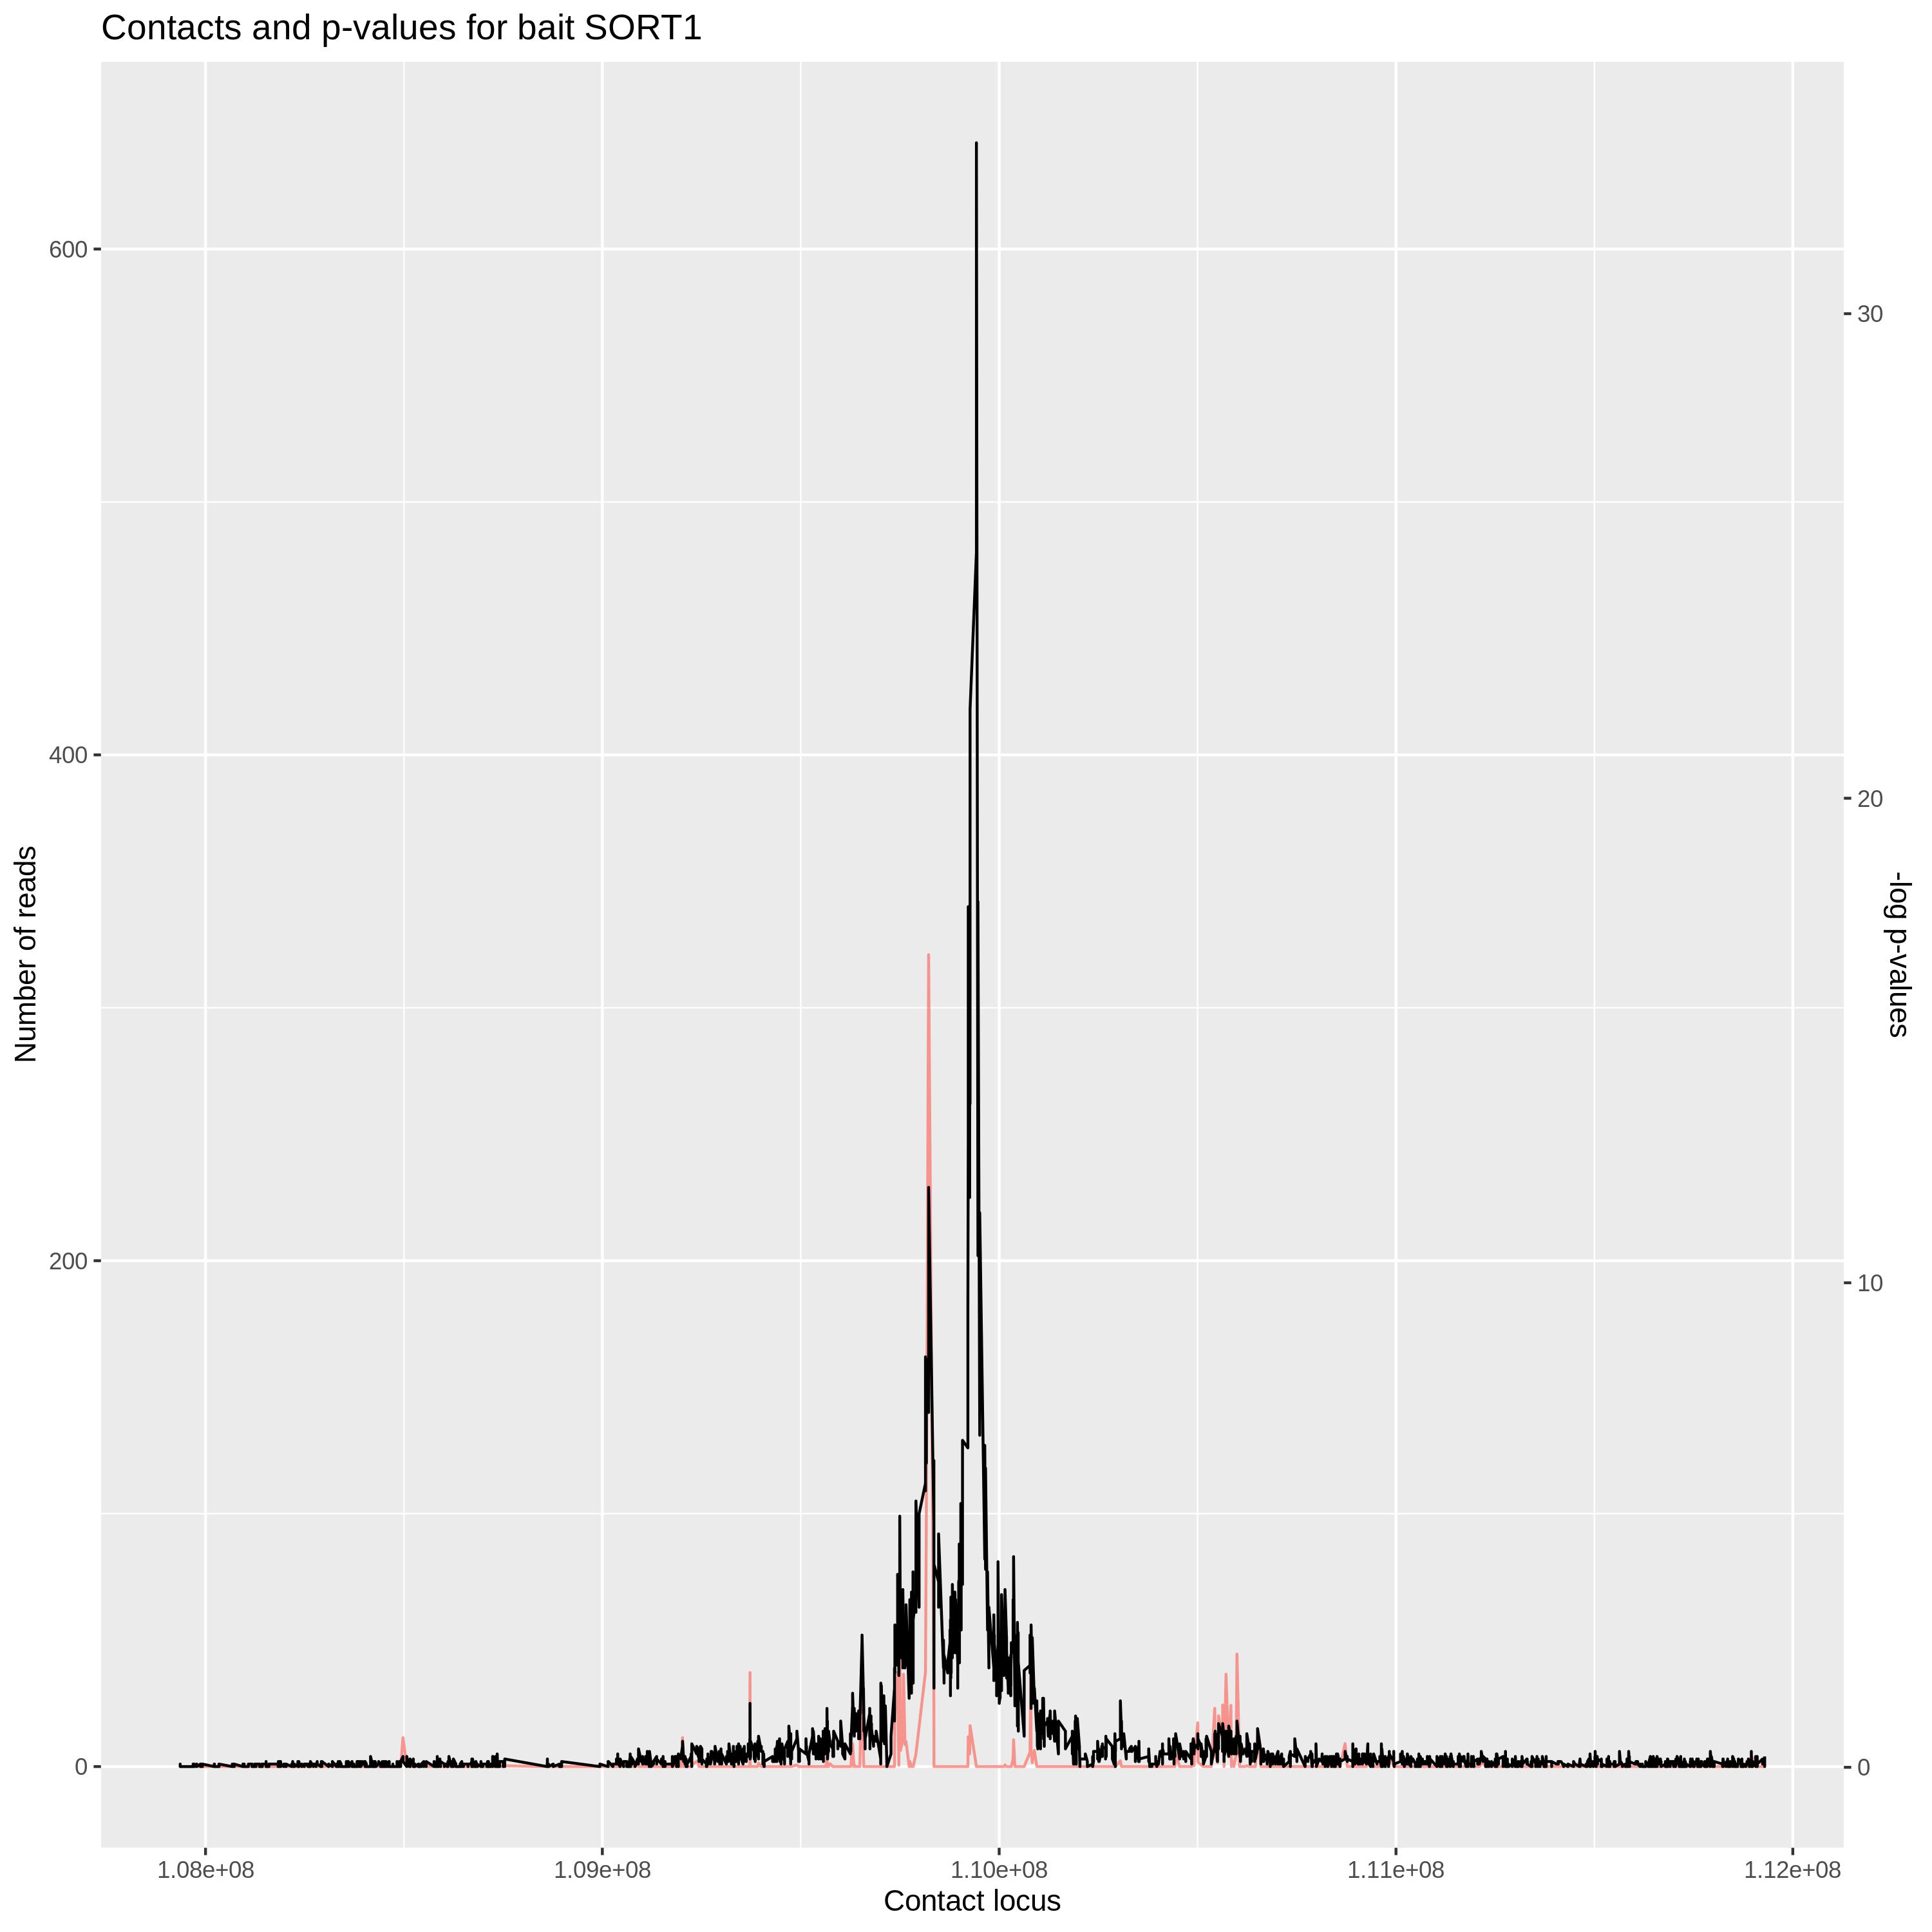 Contacts and p-values for bait SORT1
600
400
200
0
Number of reads
30
20
10
0
-log p-values
1.08e+08 1.09e+08 1.10e+08 1.11e+08 1.12e+08
Contact locus